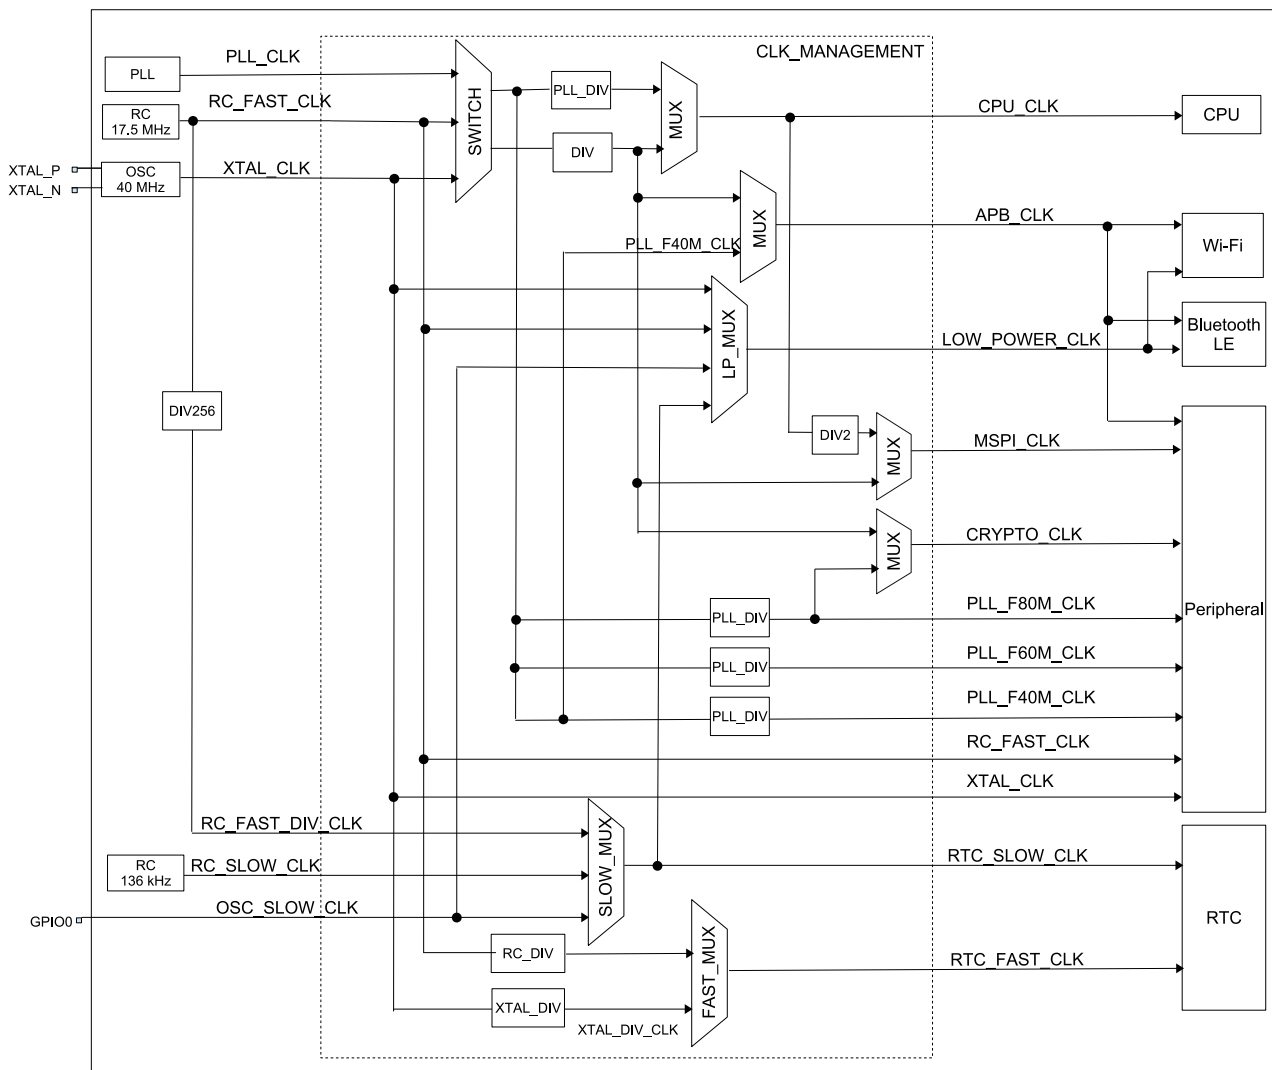 CLK_MANAGEMENT
PLL
PLL_CLK
SWITCH
PLL_DIV
MUX
CPU_CLK
CPU
RC
17.5 MHz
RC_FAST_CLK
DIV
XTAL_P
XTAL_N
OSC
40 MHz
XTAL_CLK
MUX
APB_CLK
Wi-Fi
PLL_F40M_CLK
LP_MUX
LOW_POWER_CLK
Bluetooth
LE
DIV256
DIV2
MUX
MSPI_CLK
MUX
CRYPTO_CLK
PLL_DIV
PLL_F80M_CLK
Peripheral
PLL_DIV
PLL_F60M_CLK
PLL_DIV
PLL_F40M_CLK
RC_FAST_CLK
XTAL_CLK
RC_FAST_DIV_CLK
SLOW_MUX
RC
136 kHz
RC_SLOW_CLK
RTC_SLOW_CLK
GPIO0
OSC_SLOW_CLK
RTC
RC_DIV
FAST_MUX
RTC_FAST_CLK
XTAL_DIV
XTAL_DIV_CLK